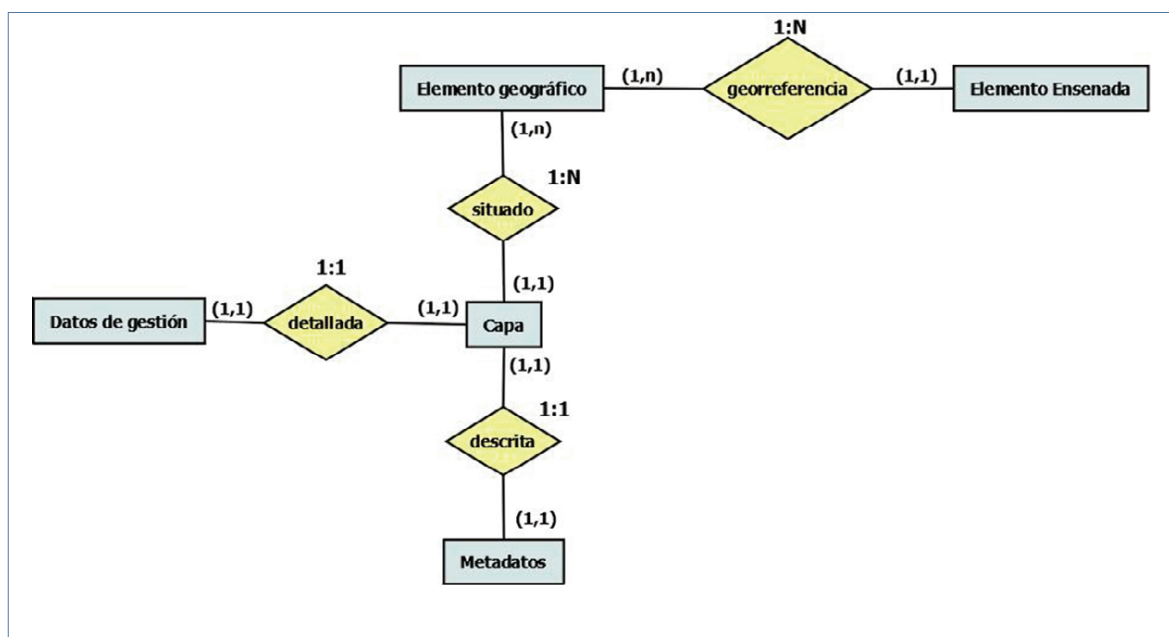 1:N
Elemento geográfico
(1,n)
georreferencia
(1,1)
Elemento Ensenada
(1,n)
1:N
situado
(1,1)
1:1
Datos de gestión
(1,1)
detallada
(1,1)
Capa
(1,1)
1:1
descrita
(1,1)
Metadatos